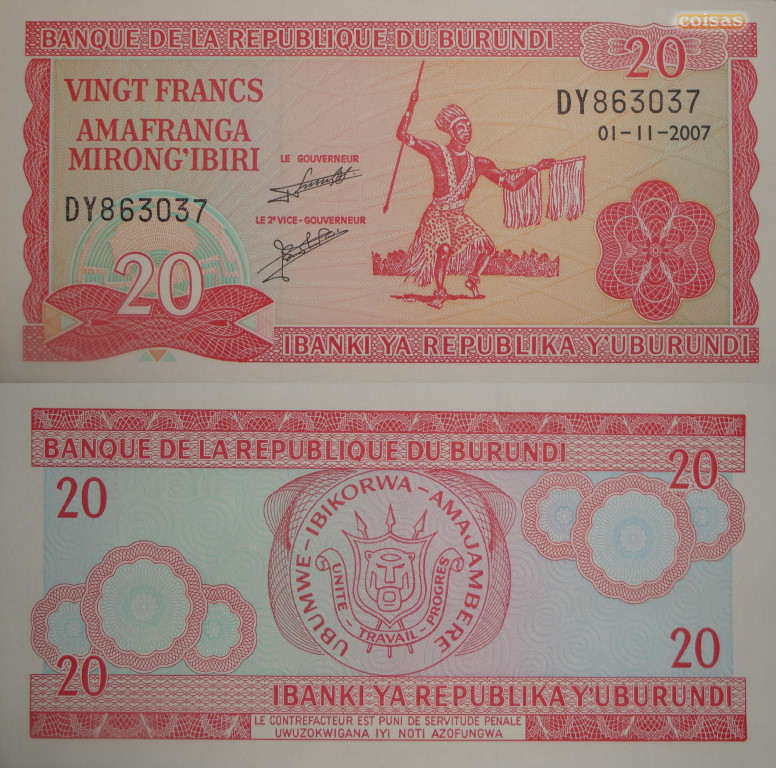 coisas
BANQUE DE LA REPUBLIQUE DU BURUNDI
20
VINGT FRANCS
AMAFRANGA
MIRONG'IBIRI
DY863037
01-11-2007
LE GOUVERNEUR
LE 2e VICE-GOUVERNEUR
DY863037
20
20
IBANKI YA REPUBLIKA Y'UBURUNDI
BANQUE DE LA REPUBLIQUE DU BURUNDI
20
20
UBUMWE-IBIKORWA-AMAJAMBERE
UNITE - TRAVAIL - PROGRES
20
20
IBANKI YA REPUBLIKA Y'UBURUNDI
LE CONTREFACTEUR EST PUNI DE SERVITUDE PENALE
UWUZOKWIGANA IYI NOTI AZOFUNGWA